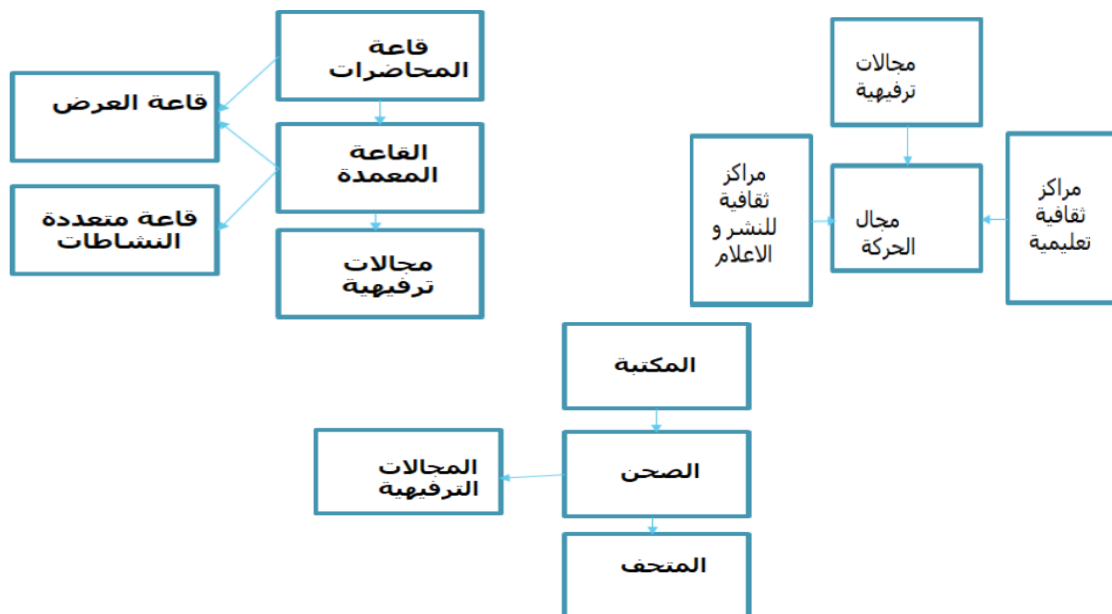 قاعة
المحاضرات
قاعة العرض
القاعة
المعمدة
قاعة متعددة
النشاطات
مجالات
ترفيهية
مجالات
ترفيهية
مراكز
ثقافية
تعليمية
مجال
الحركة
مراكز
ثقافية
للنشر و
الاعلام
المكتبة
الصحن
المجالات
الترفيهية
المتحف